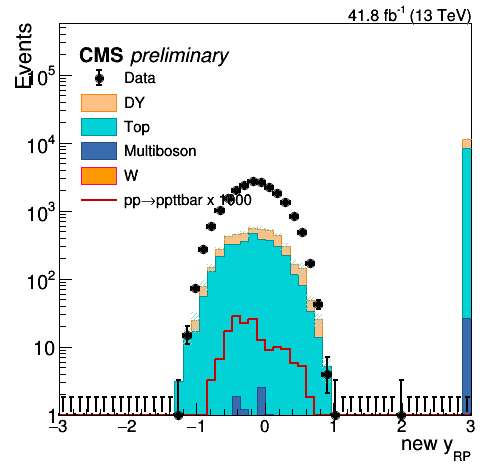 41.8 fb⁻¹ (13 TeV)
Events
CMS preliminary
Data
DY
Top
Multiboson
W
pp→ppttbar x 1000
10⁵
10⁴
10³
10²
10
1
−3 −2 −1 0 1 2 3
new y_RP